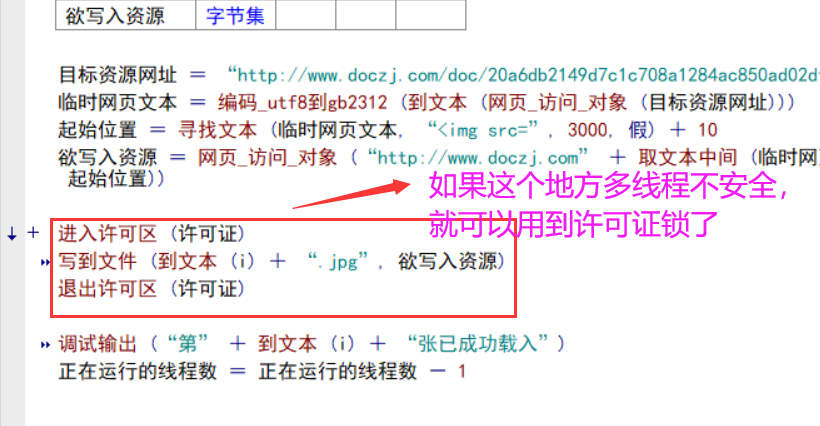 欲写入资源 字节集
目标资源网址 ＝ “http://www.doczj.com/doc/20a6db2149d7c1c708a1284ac850ad02d
临时网页文本 ＝ 编码_utf8到gb2312 (到文本 (网页_访问_对象 (目标资源网址)))
起始位置 ＝ 寻找文本 (临时网页文本, “<img src=”, 3000, 假) ＋ 10
欲写入资源 ＝ 网页_访问_对象 (“http://www.doczj.com” ＋ 取文本中间 (临时网
起始位置))
如果这个地方多线程不安全，
就可以用到许可证锁了
进入许可区 (许可证)
写到文件 (到文本 (i) ＋ “.jpg”, 欲写入资源)
退出许可区 (许可证)
调试输出 (“第” ＋ 到文本 (i) ＋ “张已成功载入”)
正在运行的线程数 ＝ 正在运行的线程数 － 1